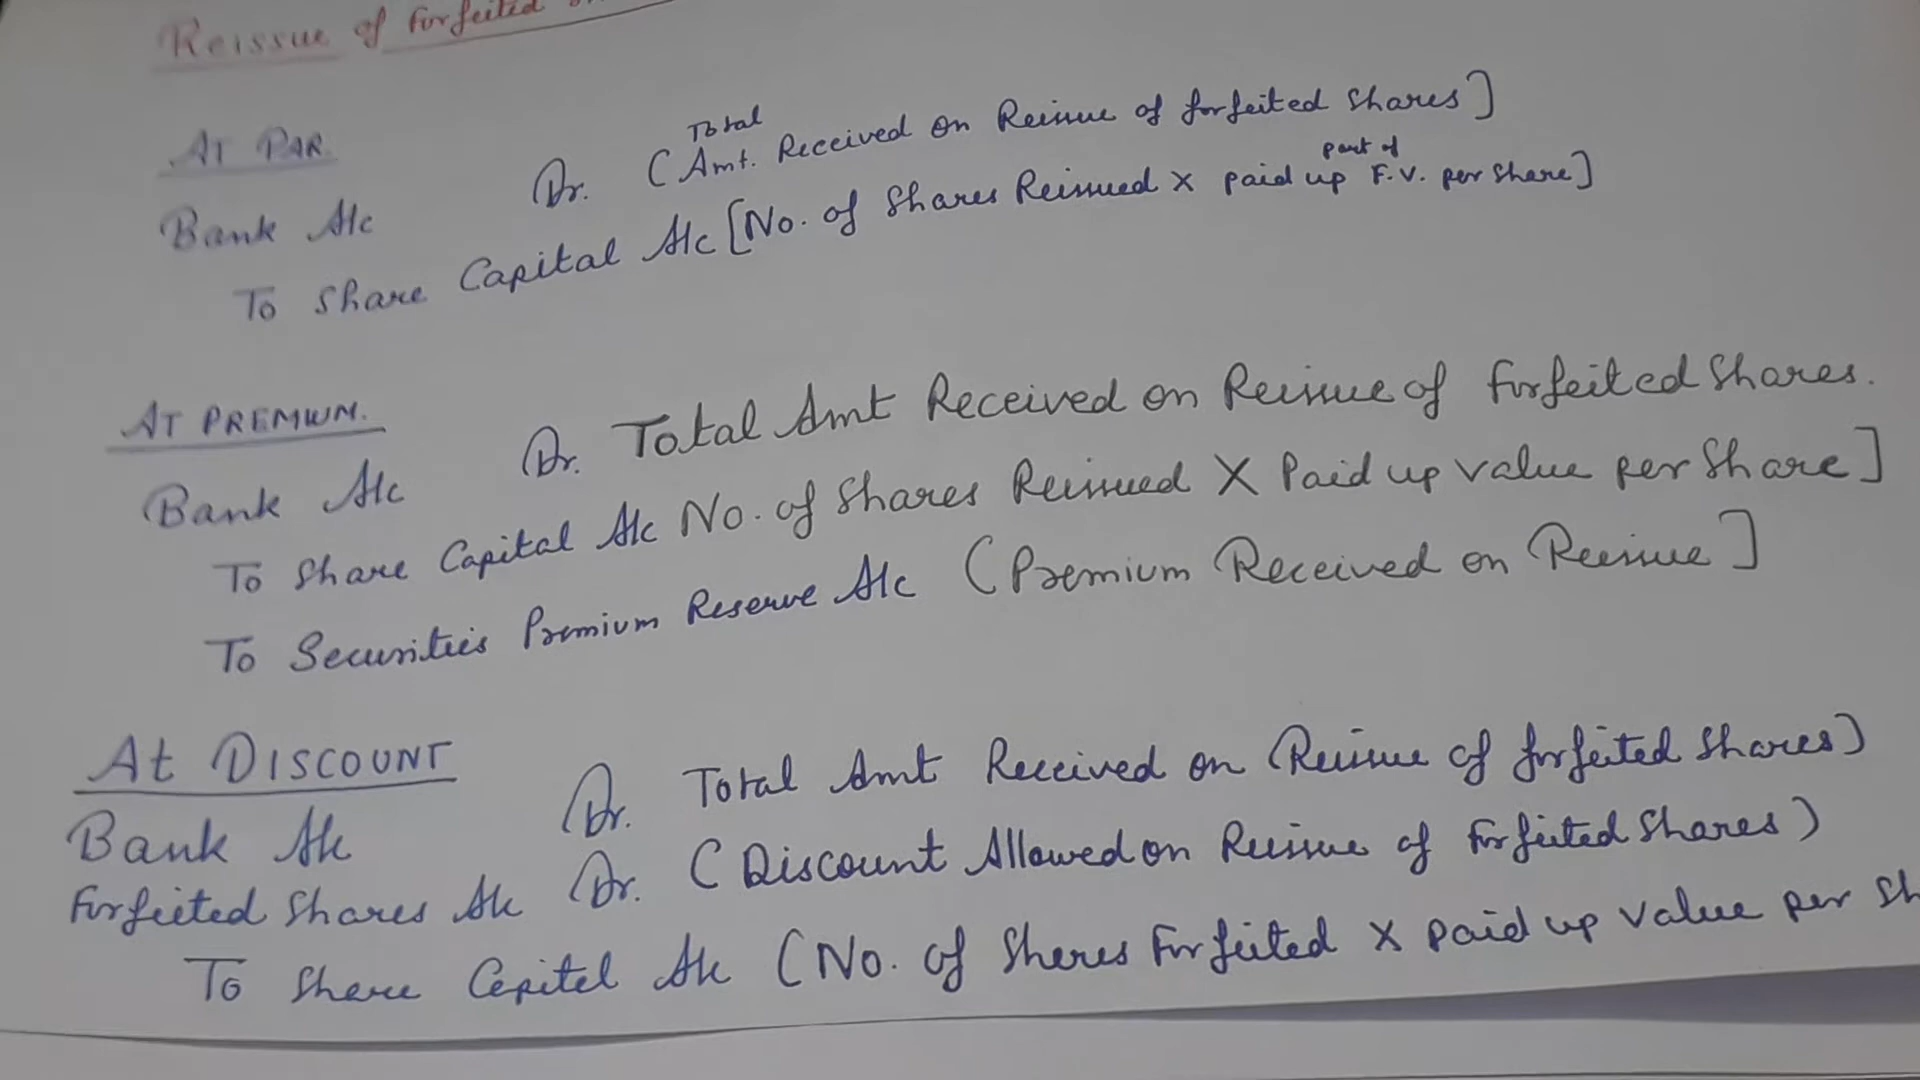 Reissue of Forfeited
AT PAR.
Bank A/c Dr. (Total Amt. Received on Reissue of forfeited shares]
To Share Capital A/c [No. of Shares Reissued X paid up part of F.V. per share]
AT PREMIUM.
Bank A/c Dr. Total Amt Received on Reissue of Forfeited Shares.
To Share Capital A/c No. of Shares Reissued X Paid up value per Share]
To Securities Premium Reserve A/c (Premium Received on Reissue]
At DISCOUNT
Bank A/c Dr. Total Amt Received on Reissue of forfeited Shares)
Forfeited Shares A/c Dr. (Discount Allowed on Reissue of Forfeited Shares)
To Share Capital A/c (No. of Shares Forfeited X Paid up value per Sh